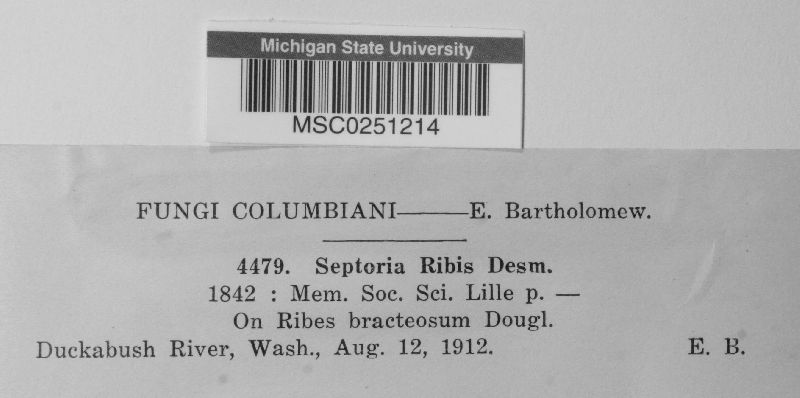 Michigan State University
MSC0251214
FUNGI COLUMBIANI——E. Bartholomew.
4479. Septoria Ribis Desm.
1842 : Mem. Soc. Sci. Lille p. —
On Ribes bracteosum Dougl.
Duckabush River, Wash., Aug. 12, 1912. E. B.